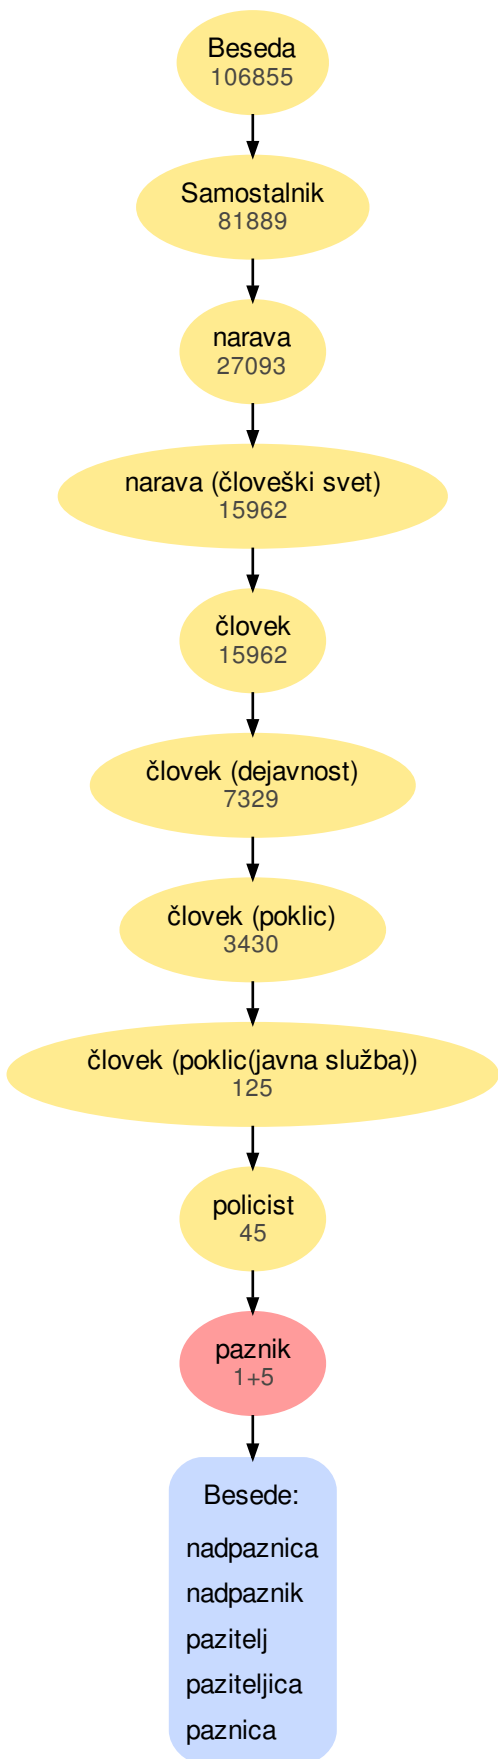 Beseda
106855
Samostalnik
81889
narava
27093
narava (človeški svet)
15962
človek
15962
človek (dejavnost)
7329
človek (poklic)
3430
človek (poklic(javna služba))
125
policist
45
paznik
1+5
Besede:
nadpaznica
nadpaznik
pazitelj
paziteljica
paznica